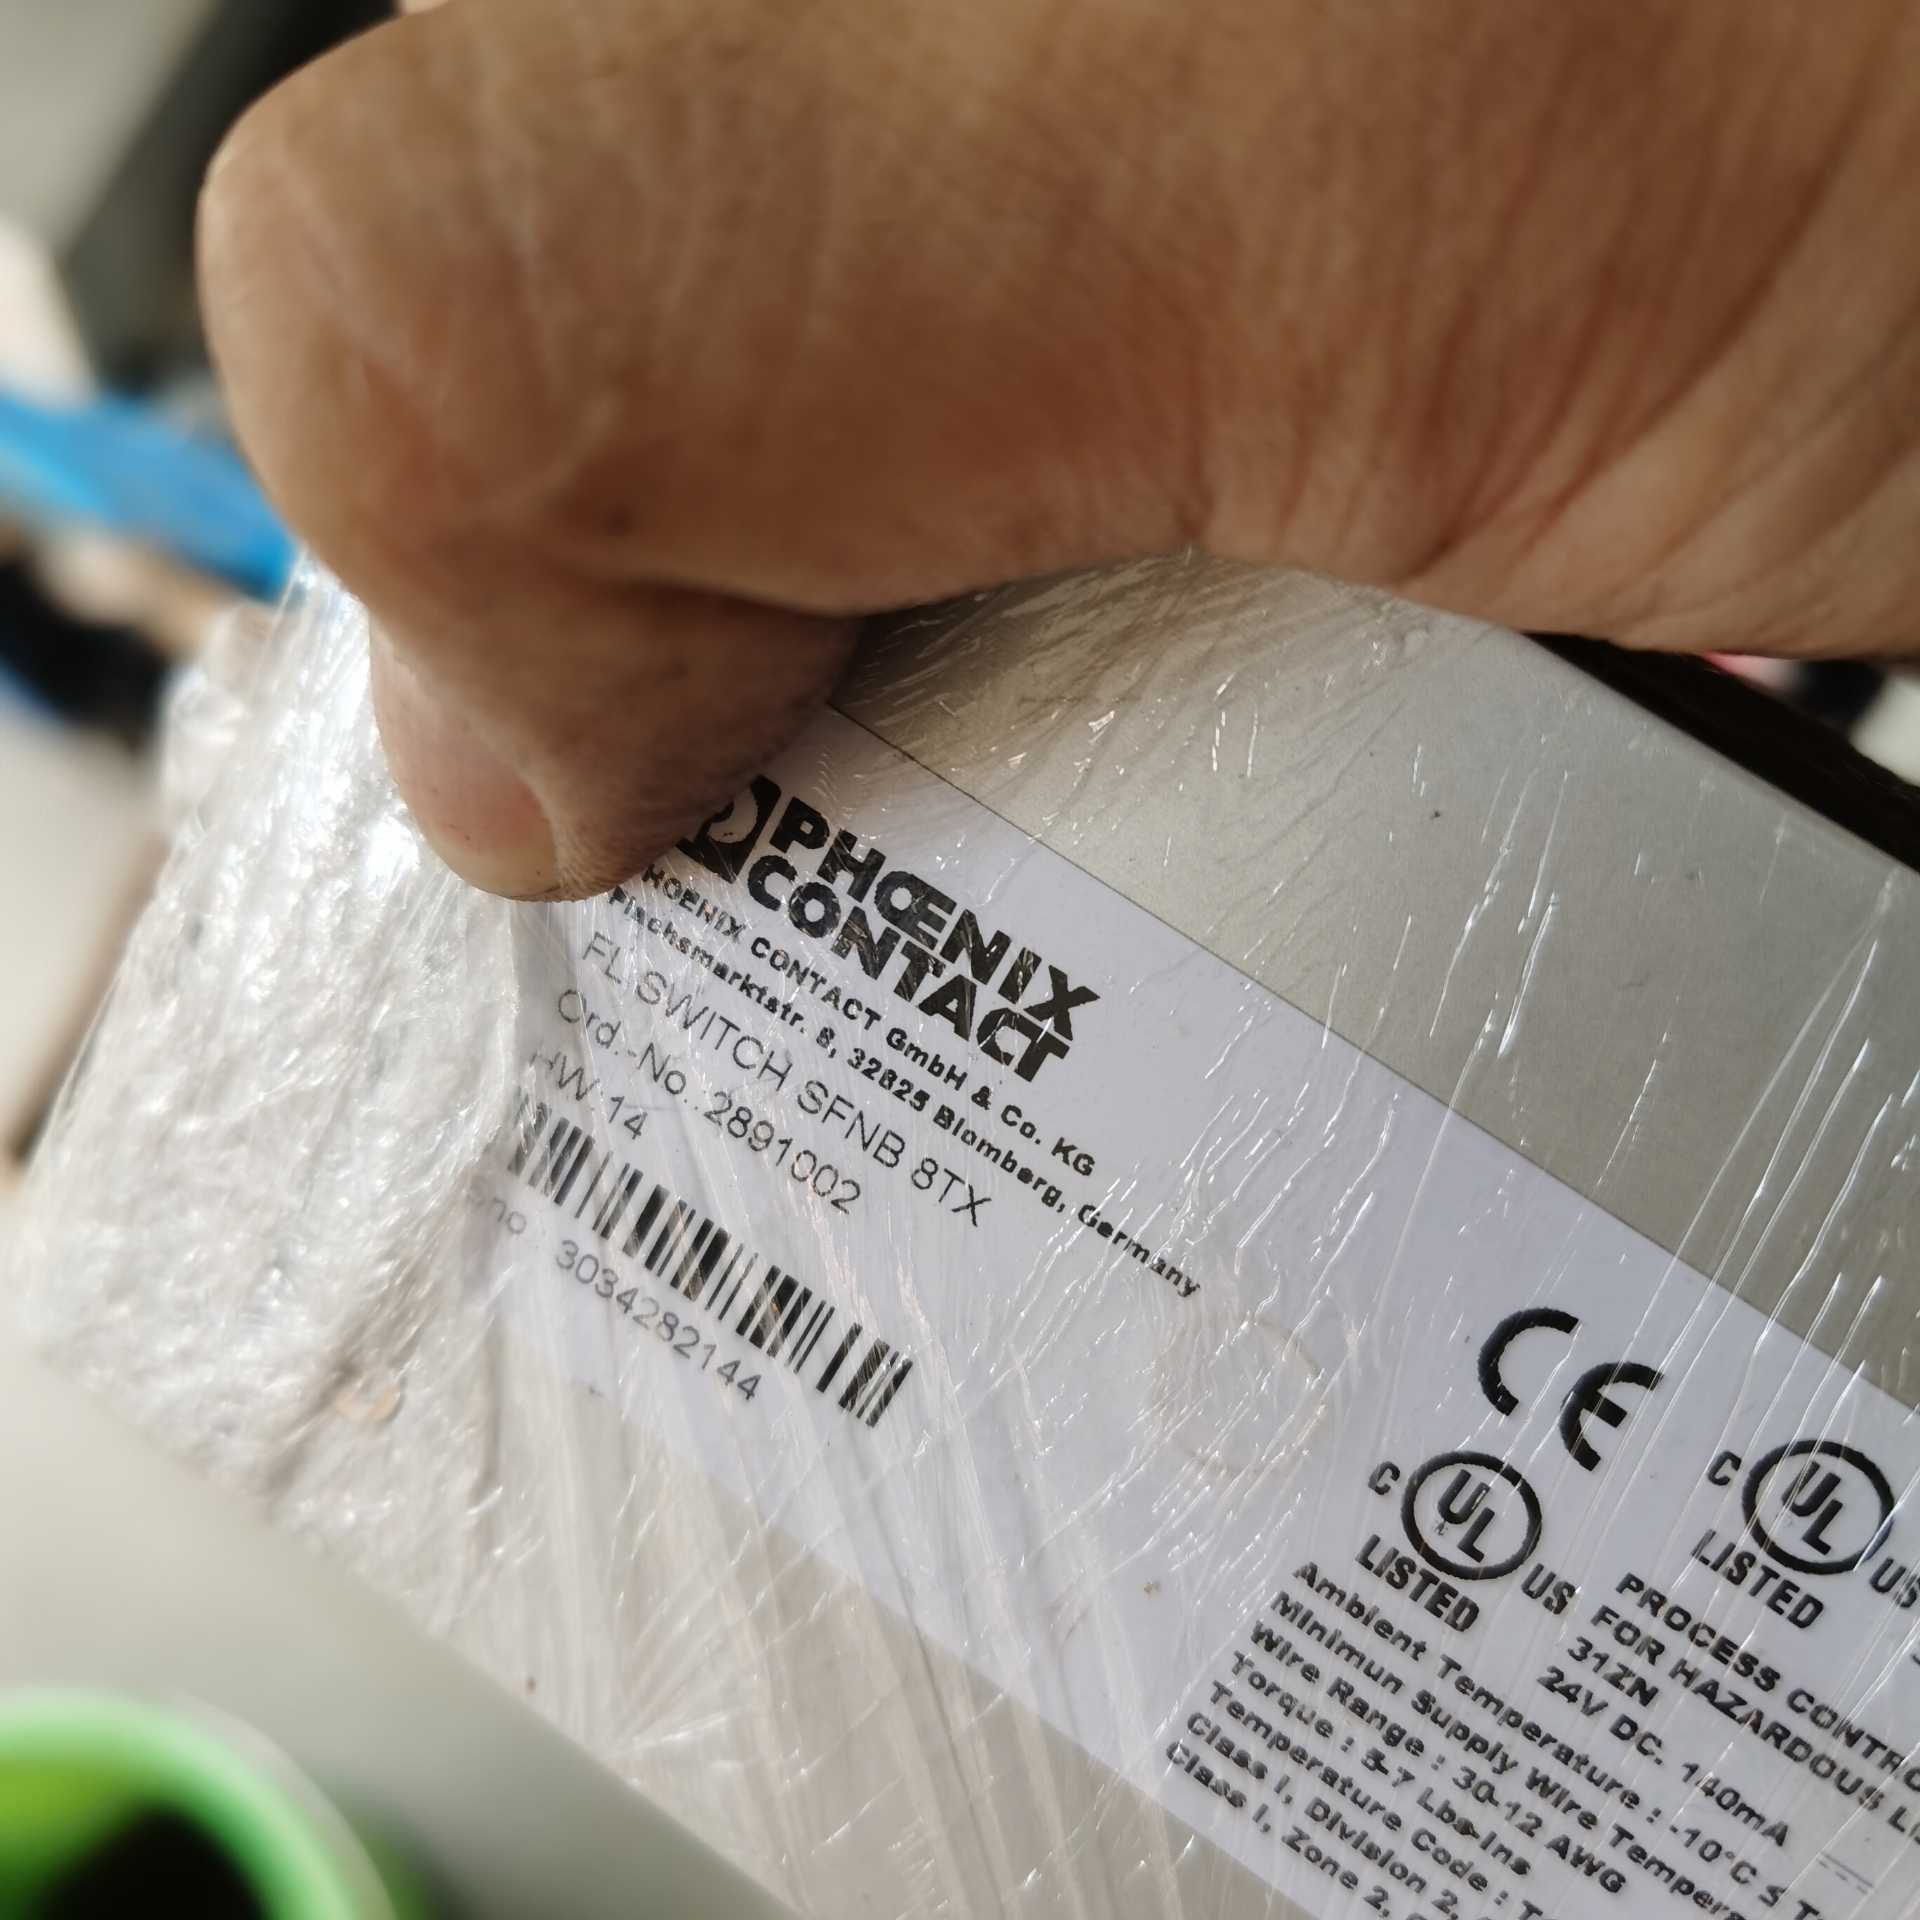 PHŒNIX
CONTACT
HOENIX CONTACT GmbH & Co. KG
Flachsmarktstr. 8, 32825 Blomberg, Germany
FL SWITCH SFNB 8TX
Ord.-No.:2891002
HW:14
no : 3034282144
CE
C UL US
LISTED
C UL US
LISTED
PROCESS CONTRO
FOR HAZARDOUS
31ZN
24V DC. 140mA
Ambient Temperature : -10°C ≤ T
Minimun Supply Wire Temper
Wire Range : 30-12 AWG
Torque : 5-7 Lbs-Ins
Temperature Code : T
Class I, Division 2,
Class I, Zone 2,